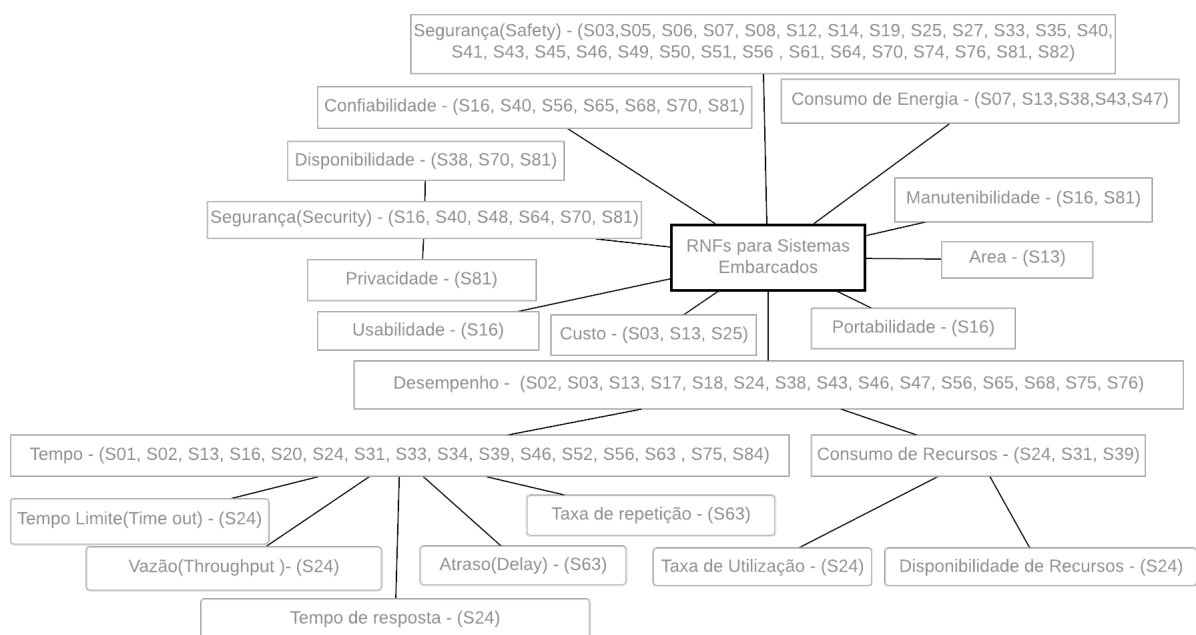 Segurança(Safety) - (S03,S05, S06, S07, S08, S12, S14, S19, S25, S27, S33, S35, S40,
S41, S43, S45, S46, S49, S50, S51, S56 , S61, S64, S70, S74, S76, S81, S82)
Confiabilidade - (S16, S40, S56, S65, S68, S70, S81)
Consumo de Energia - (S07, S13,S38,S43,S47)
Disponibilidade - (S38, S70, S81)
Manutenibilidade - (S16, S81)
Segurança(Security) - (S16, S40, S48, S64, S70, S81)
RNFs para Sistemas
Embarcados
Area - (S13)
Privacidade - (S81)
Usabilidade - (S16)
Custo - (S03, S13, S25)
Portabilidade - (S16)
Desempenho -  (S02, S03, S13, S17, S18, S24, S38, S43, S46, S47, S56, S65, S68, S75, S76)
Tempo - (S01, S02, S13, S16, S20, S24, S31, S33, S34, S39, S46, S52, S56, S63 , S75, S84)
Consumo de Recursos - (S24, S31, S39)
Tempo Limite(Time out) - (S24)
Taxa de repetição - (S63)
Vazão(Throughput )- (S24)
Atraso(Delay) - (S63)
Taxa de Utilização - (S24)
Disponibilidade de Recursos - (S24)
Tempo de resposta - (S24)